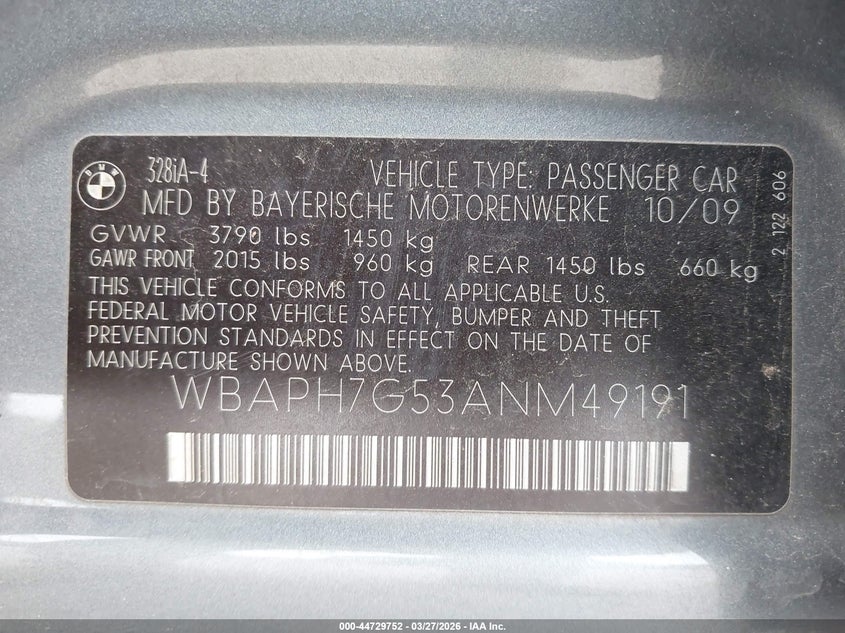 BMW
328iA-4 VEHICLE TYPE: PASSENGER CAR
MFD BY BAYERISCHE MOTORENWERKE 10/09
GVWR 3790 lbs 1450 kg
GAWR FRONT 2015 lbs 960 kg REAR 1450 lbs 660 kg
THIS VEHICLE CONFORMS TO ALL APPLICABLE U.S.
FEDERAL MOTOR VEHICLE SAFETY, BUMPER AND THEFT
PREVENTION STANDARDS IN EFFECT ON THE DATE OF
MANUFACTURE SHOWN ABOVE.
WBAPH7G53ANM49191
2 122 606
000-44729752 | 03/27/2026 - IAA Inc.